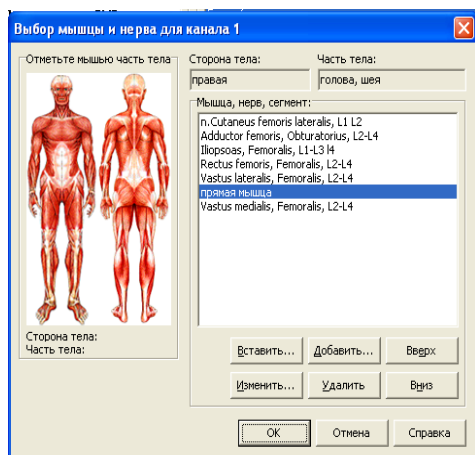 Выбор мышцы и нерва для канала 1
Отметьте мышью часть тела
Сторона тела:
Часть тела:
Сторона тела:
Часть тела:
правая
голова, шея
Мышца, нерв, сегмент:
n.Cutaneus femoris lateralis, L1 L2
Adductor femoris, Obturatorius, L2-L4
Iliopsoas, Femoralis, L1-L3 l4
Rectus femoris, Femoralis, L2-L4
Vastus lateralis, Femoralis, L2-L4
прямая мышца
Vastus medialis, Femoralis, L2-L4
Вставить...
Добавить...
Вверх
Изменить...
Удалить
Вниз
OK
Отмена
Справка